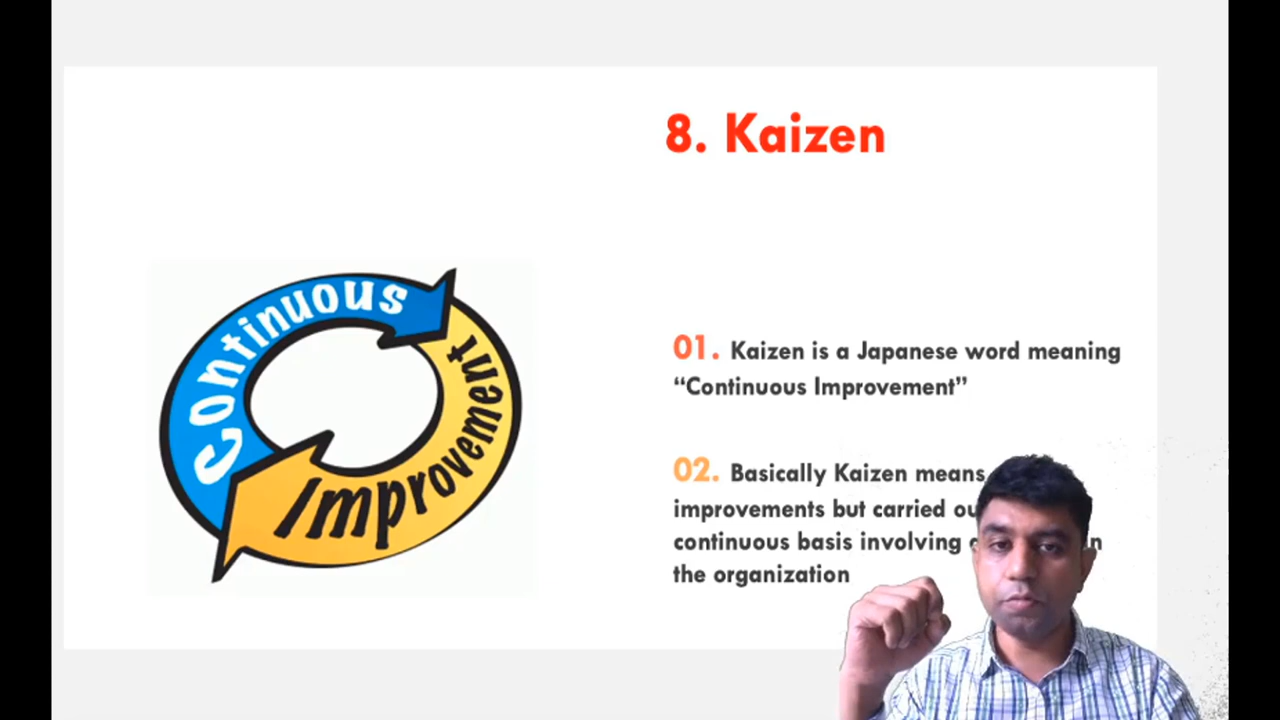 8. Kaizen
Continuous
Improvement
01. Kaizen is a Japanese word meaning
“Continuous Improvement”
02. Basically Kaizen means
improvements but carried
continuous basis involving
the organization